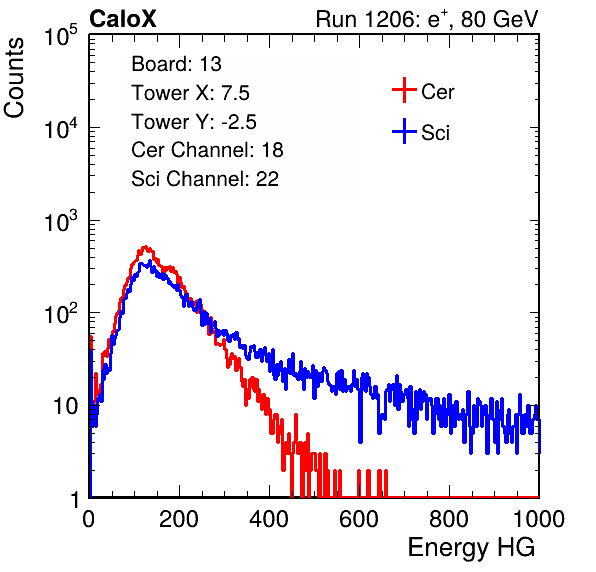 CaloX Run 1206: e⁺, 80 GeV
Counts
10⁵
10⁴
10³
10²
10
1
Board: 13
Tower X: 7.5
Tower Y: -2.5
Cer Channel: 18
Sci Channel: 22
Cer
Sci
0 200 400 600 800 1000
Energy HG